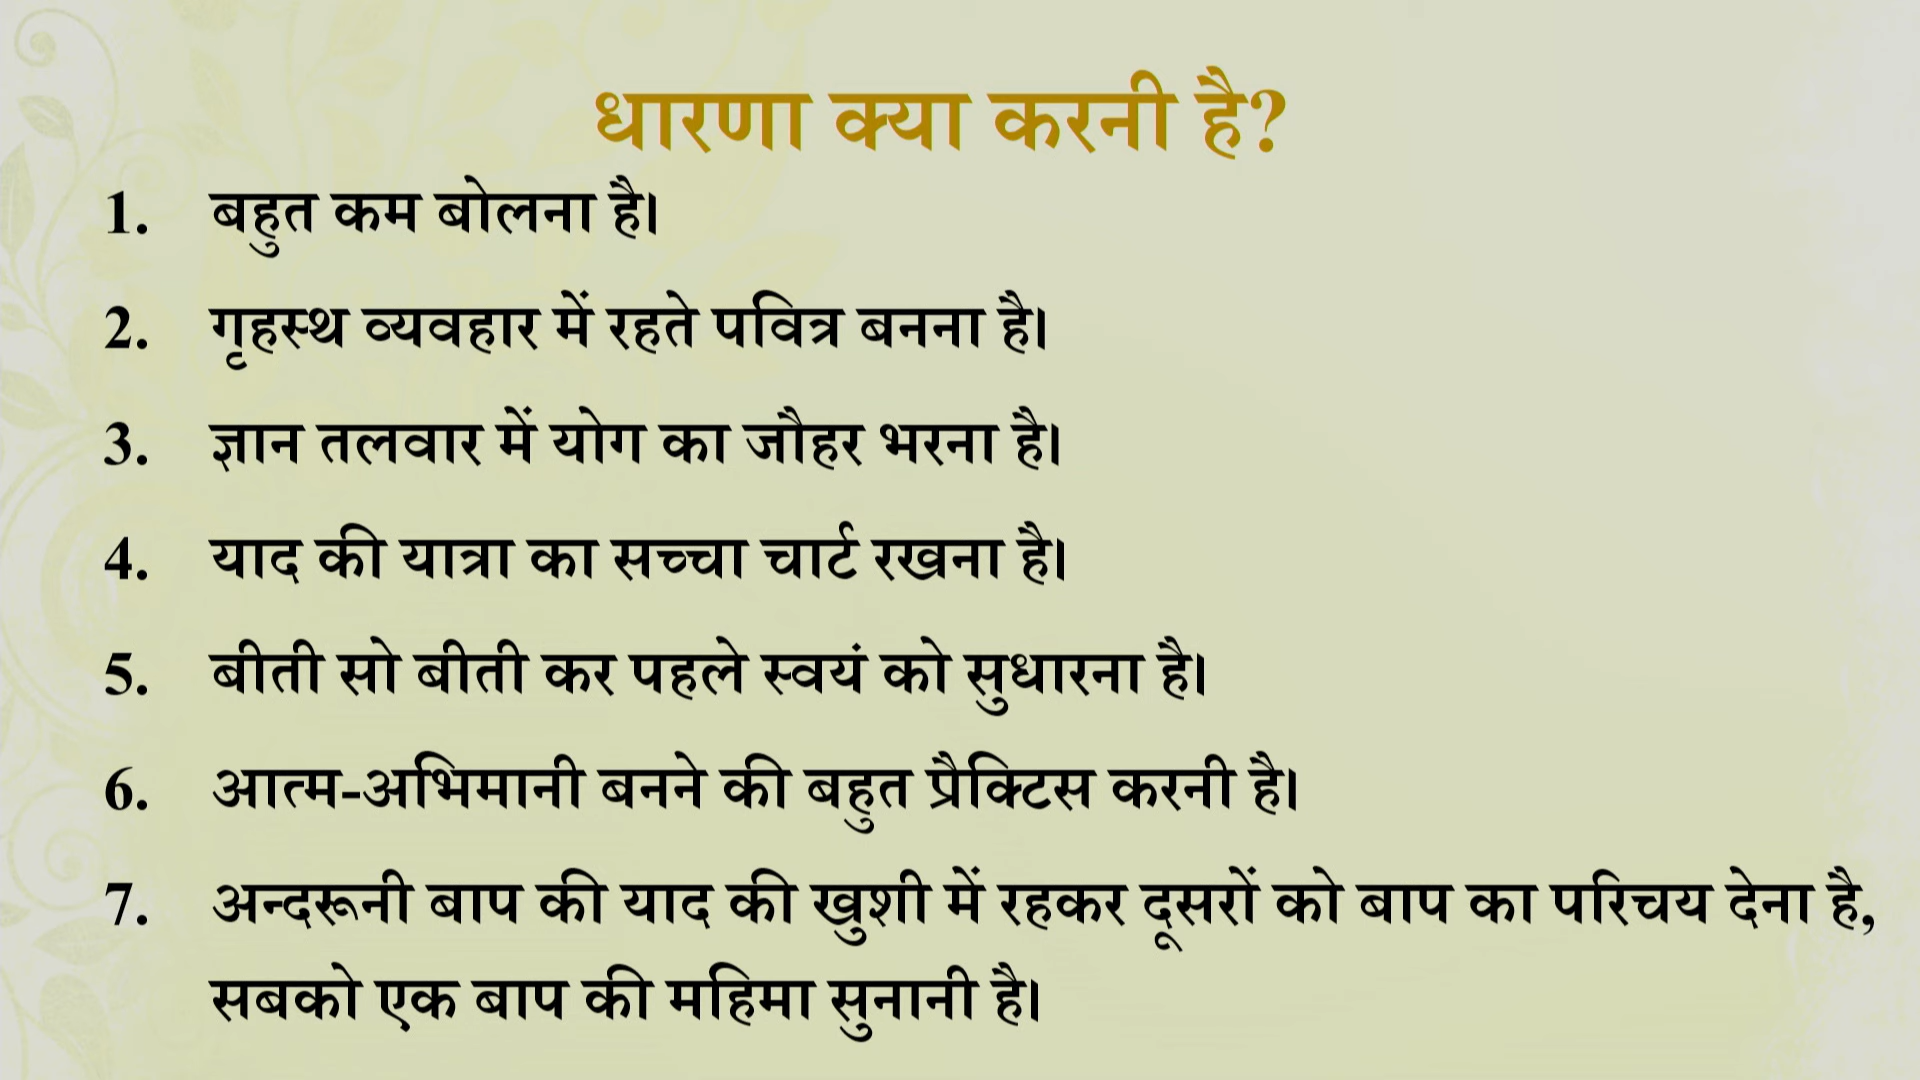 धारणा क्या करनी है?
1. बहुत कम बोलना है।
2. गृहस्थ व्यवहार में रहते पवित्र बनना है।
3. ज्ञान तलवार में योग का जौहर भरना है।
4. याद की यात्रा का सच्चा चार्ट रखना है।
5. बीती सो बीती कर पहले स्वयं को सुधारना है।
6. आत्म-अभिमानी बनने की बहुत प्रैक्टिस करनी है।
7. अन्दरूनी बाप की याद की खुशी में रहकर दूसरों को बाप का परिचय देना है,
सबको एक बाप की महिमा सुनानी है।